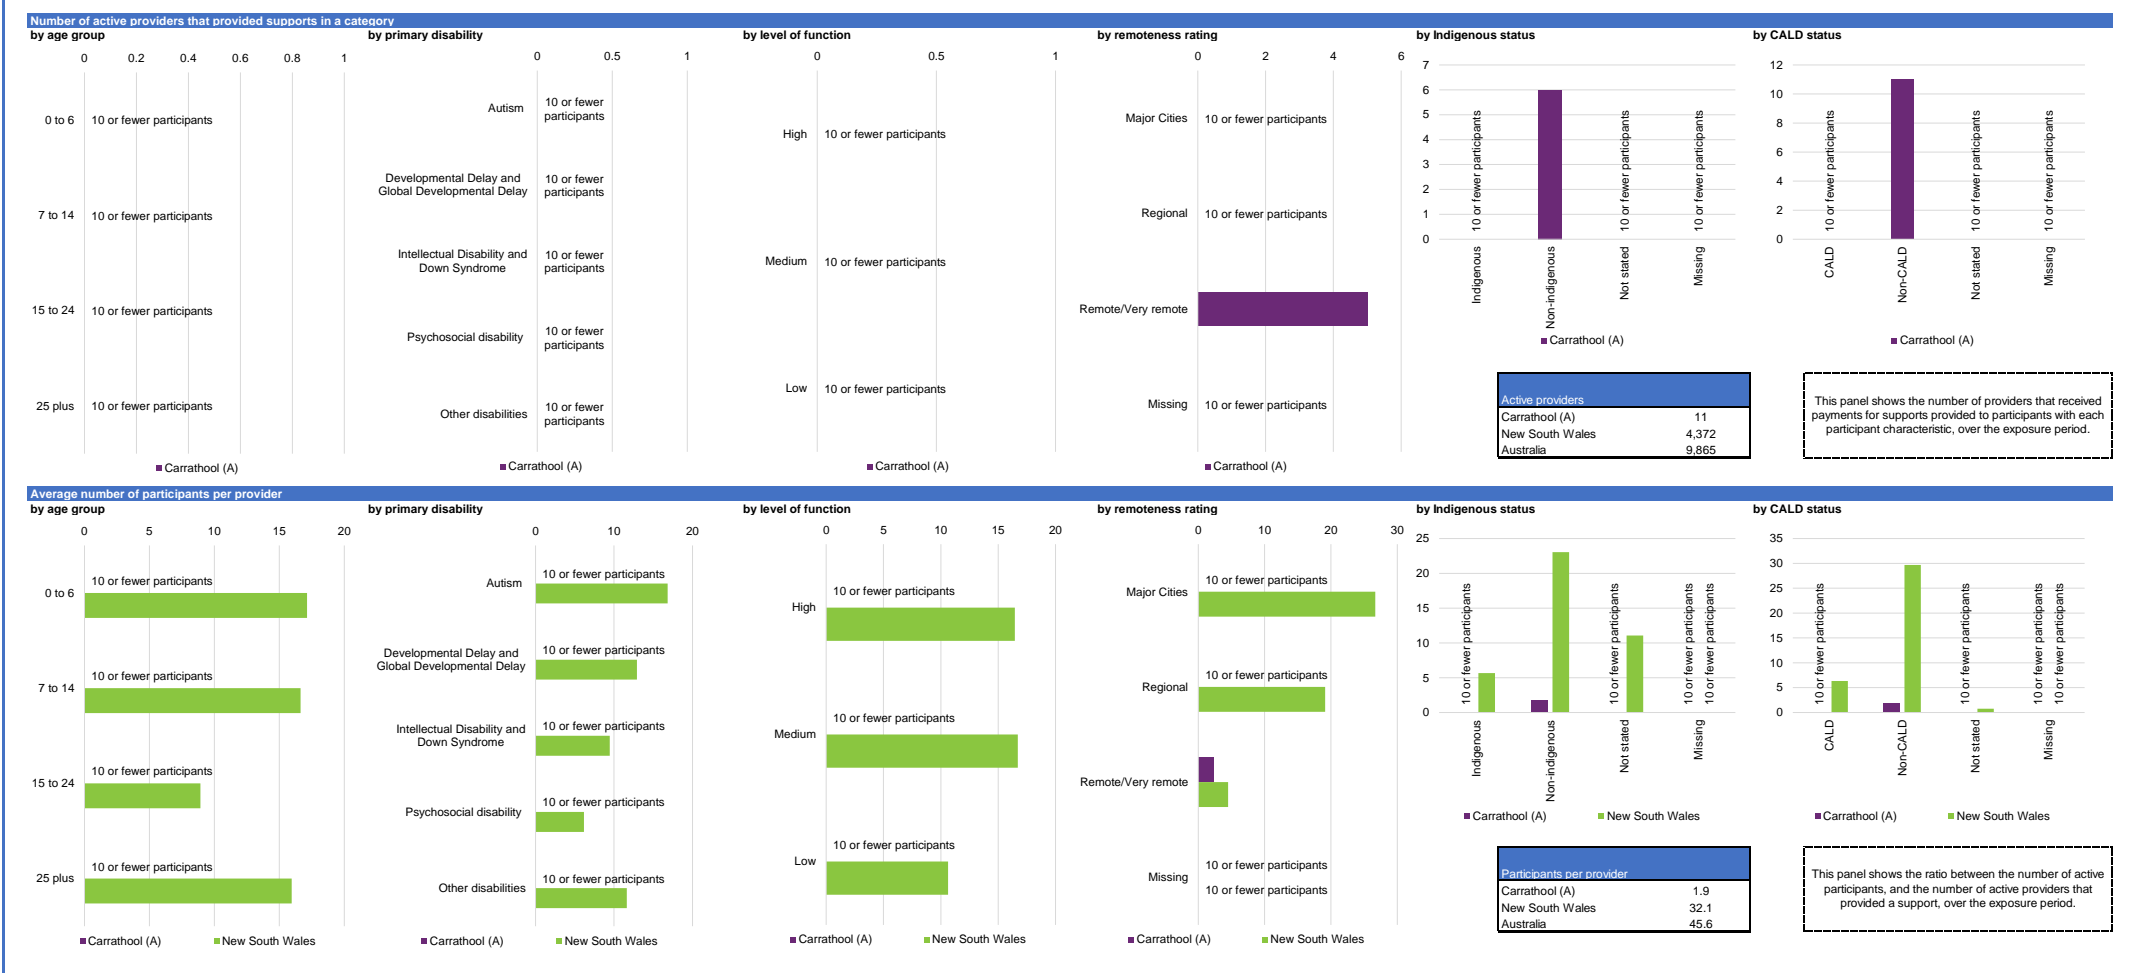 Number of active providers that provided supports in a category
by age group
0 0.2 0.4 0.6 0.8 1
0 to 6 10 or fewer participants
7 to 14 10 or fewer participants
15 to 24 10 or fewer participants
25 plus 10 or fewer participants
Carrathool (A)
by primary disability
0 0.5 1
Autism
10 or fewer
participants
Developmental Delay and
Global Developmental Delay
10 or fewer
participants
Intellectual Disability and
Down Syndrome
10 or fewer
participants
Psychosocial disability
10 or fewer
participants
Other disabilities
10 or fewer
participants
Carrathool (A)
by level of function
0 0.5 1
High 10 or fewer participants
Medium 10 or fewer participants
Low 10 or fewer participants
Carrathool (A)
by remoteness rating
0 2 4 6
Major Cities 10 or fewer participants
Regional 10 or fewer participants
Remote/Very remote
Missing 10 or fewer participants
Carrathool (A)
by Indigenous status
7
6
5
4
3
2
1
0
10 or fewer participants
10 or fewer participants
10 or fewer participants
Indigenous
Non-indigenous
Not stated
Missing
Carrathool (A)
by CALD status
12
10
8
6
4
2
0
10 or fewer participants
10 or fewer participants
10 or fewer participants
CALD
Non-CALD
Not stated
Missing
Carrathool (A)
Active providers
Carrathool (A) 11
New South Wales 4,372
Australia 9,865
This panel shows the number of providers that received
payments for supports provided to participants with each
participant characteristic, over the exposure period.
Average number of participants per provider
by age group
0 5 10 15 20
10 or fewer participants
0 to 6
10 or fewer participants
7 to 14
10 or fewer participants
15 to 24
10 or fewer participants
25 plus
Carrathool (A) New South Wales
by primary disability
0 10 20
10 or fewer participants
Autism
10 or fewer participants
Developmental Delay and
Global Developmental Delay
10 or fewer participants
Intellectual Disability and
Down Syndrome
10 or fewer participants
Psychosocial disability
10 or fewer participants
Other disabilities
Carrathool (A) New South Wales
by level of function
0 5 10 15 20
10 or fewer participants
High
10 or fewer participants
Medium
10 or fewer participants
Low
Carrathool (A) New South Wales
by remoteness rating
0 10 20 30
10 or fewer participants
Major Cities
10 or fewer participants
Regional
Remote/Very remote
10 or fewer participants
Missing
10 or fewer participants
Carrathool (A) New South Wales
by Indigenous status
25
20
15
10
5
0
10 or fewer participants
10 or fewer participants
10 or fewer participants
10 or fewer participants
Indigenous
Non-indigenous
Not stated
Missing
Carrathool (A) New South Wales
by CALD status
35
30
25
20
15
10
5
0
10 or fewer participants
10 or fewer participants
10 or fewer participants
10 or fewer participants
CALD
Non-CALD
Not stated
Missing
Carrathool (A) New South Wales
Participants per provider
Carrathool (A) 1.9
New South Wales 32.1
Australia 45.6
This panel shows the ratio between the number of active
participants, and the number of active providers that
provided a support, over the exposure period.